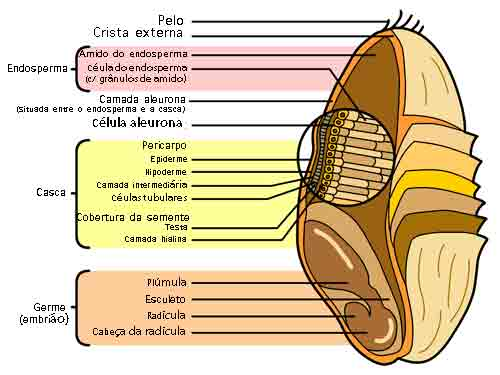 Pelo
Crista externa
Endosperma
Amido do endosperma
Célula do endosperma
(c/ grânulos de amido)
Camada aleurona
(Situada entre o endosperma e a casca)
Célula aleurona
Casca
Pericarpo
Epiderme
Hipoderme
Camada intermediária
Células tubulares
Cobertura da semente
Testa
Camada hialina
Germe
(embrião)
Plúmula
Esculeto
Radícula
Cabeça da radícula